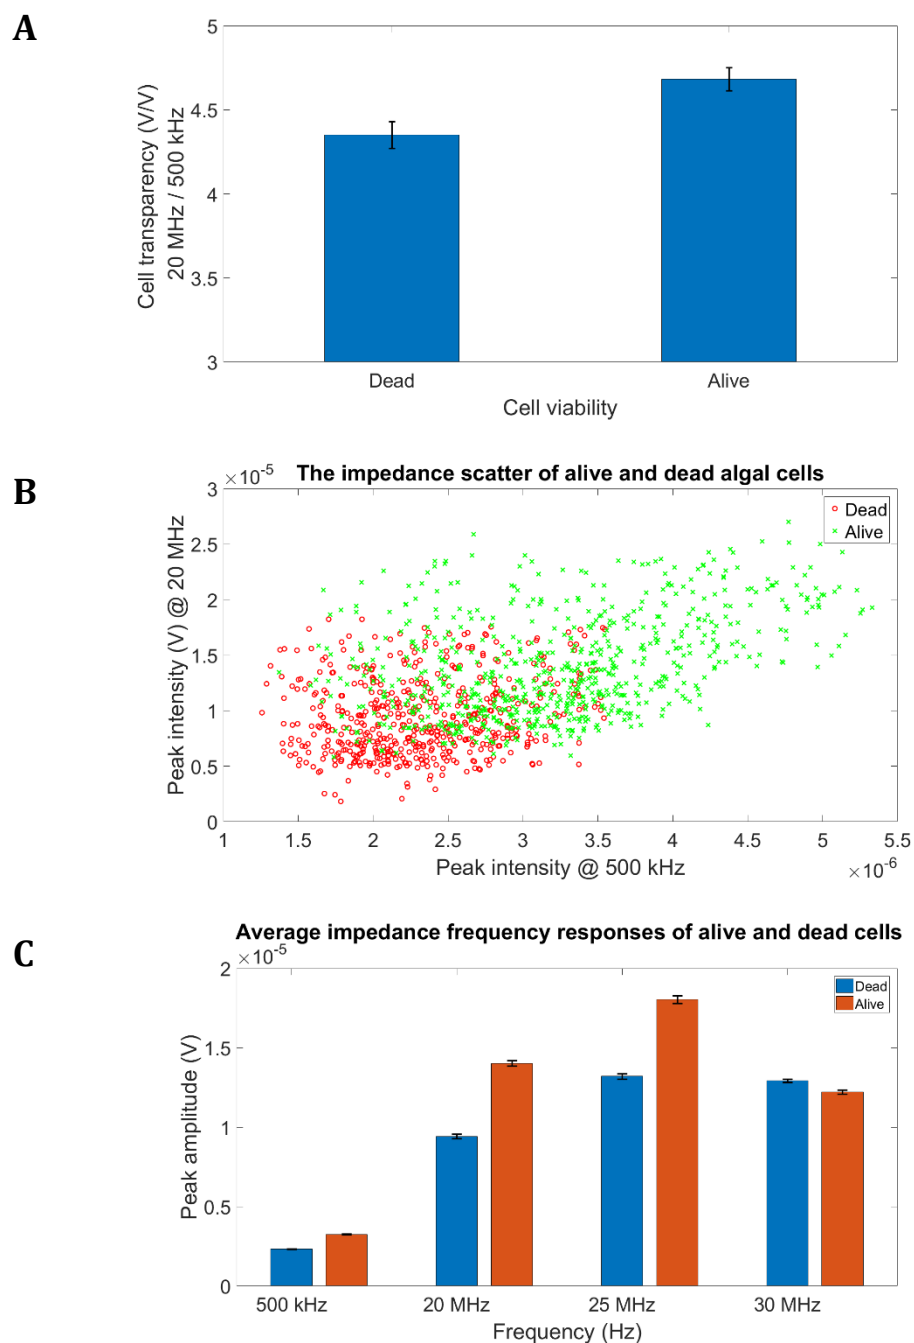 A
5
4.5
4
3.5
3
Cell transparency (V/V)
20 MHz / 500 kHz
Dead Alive
Cell viability
B
×10-5 The impedance scatter of alive and dead algal cells
3
2.5
2
1.5
1
0.5
0
Peak intensity (V) @ 20 MHz
Dead
Alive
1 1.5 2 2.5 3 3.5 4 4.5 5 5.5
Peak intensity @ 500 kHz
×10-6
C
Average impedance frequency responses of alive and dead cells
×10-5
2
1.5
1
0.5
0
Peak amplitude (V)
Dead
Alive
500 kHz 20 MHz 25 MHz 30 MHz
Frequency (Hz)